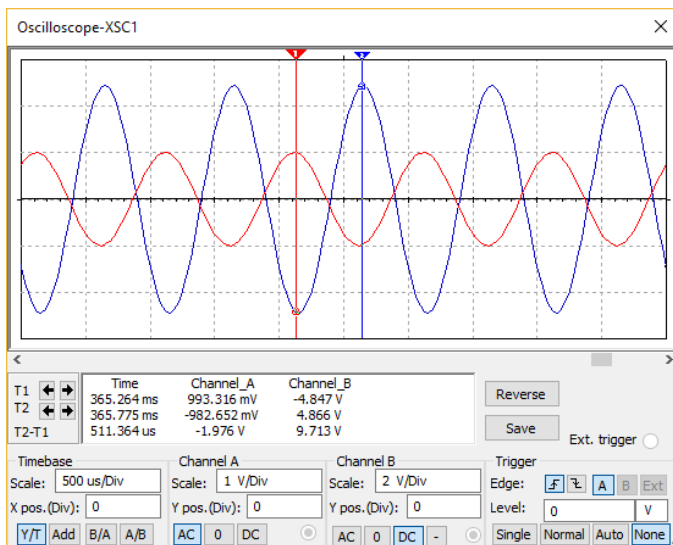 Oscilloscope-XSC1
1
2
T1
T2
T2-T1
Time Channel_A Channel_B
365.264 ms 993.316 mV -4.847 V
365.775 ms -982.652 mV 4.866 V
511.364 us -1.976 V 9.713 V
Reverse
Save
Ext. trigger
Timebase
Scale: 500 us/Div
X pos.(Div): 0
Y/T Add B/A A/B
Channel A
Scale: 1 V/Div
Y pos.(Div): 0
AC 0 DC
Channel B
Scale: 2 V/Div
Y pos.(Div): 0
AC 0 DC -
Trigger
Edge: A B Ext
Level: 0 V
Single Normal Auto None